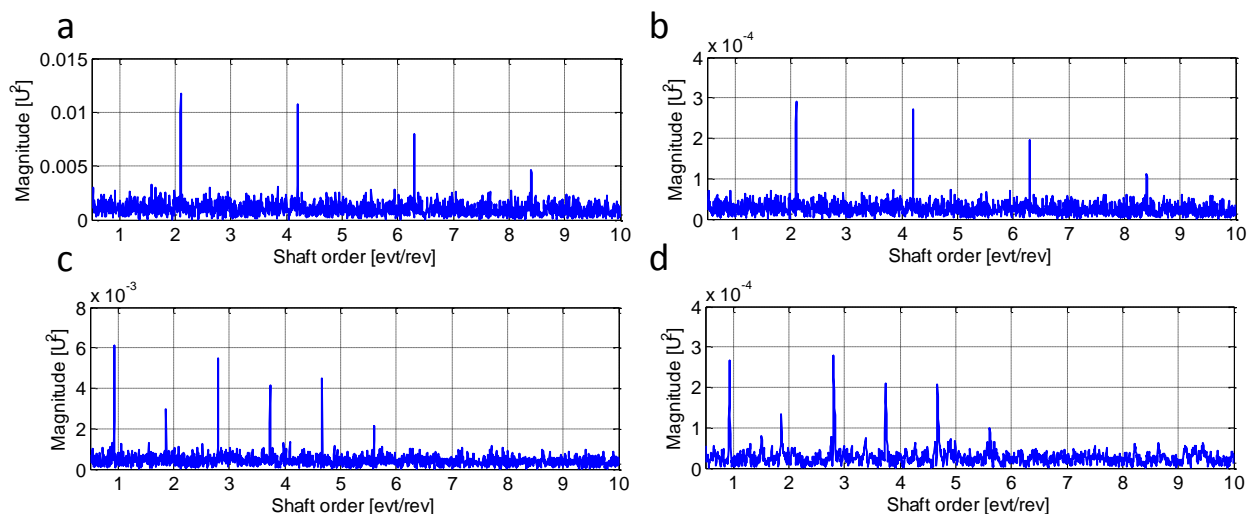 a
0.015
0.01
0.005
0
Magnitude [U²]
1 2 3 4 5 6 7 8 9 10
Shaft order [evt/rev]
b
x 10⁻⁴
4
3
2
1
0
Magnitude [U²]
1 2 3 4 5 6 7 8 9 10
Shaft order [evt/rev]
c
x 10⁻³
8
6
4
2
0
Magnitude [U²]
1 2 3 4 5 6 7 8 9 10
Shaft order [evt/rev]
d
x 10⁻⁴
4
3
2
1
0
Magnitude [U²]
1 2 3 4 5 6 7 8 9 10
Shaft order [evt/rev]